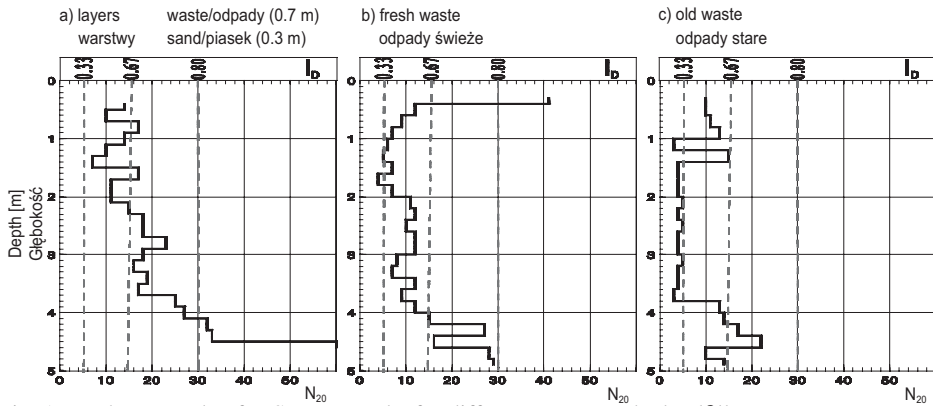 a) layers waste/odpady (0.7 m)
warstwy sand/piasek (0.3 m)
b) fresh waste
odpady świeże
c) old waste
odpady stare
0.33 0.67 0.80 I D
0.33 0.67 0.80 I D
0.33 0.67 0.80 I D
Depth [m]
Głębokość
0
1
2
3
4
5
0
1
2
3
4
5
0
1
2
3
4
5
0 10 20 30 40 50 60 N20
0 10 20 30 40 50 60 N20
0 10 20 30 40 50 60 N20